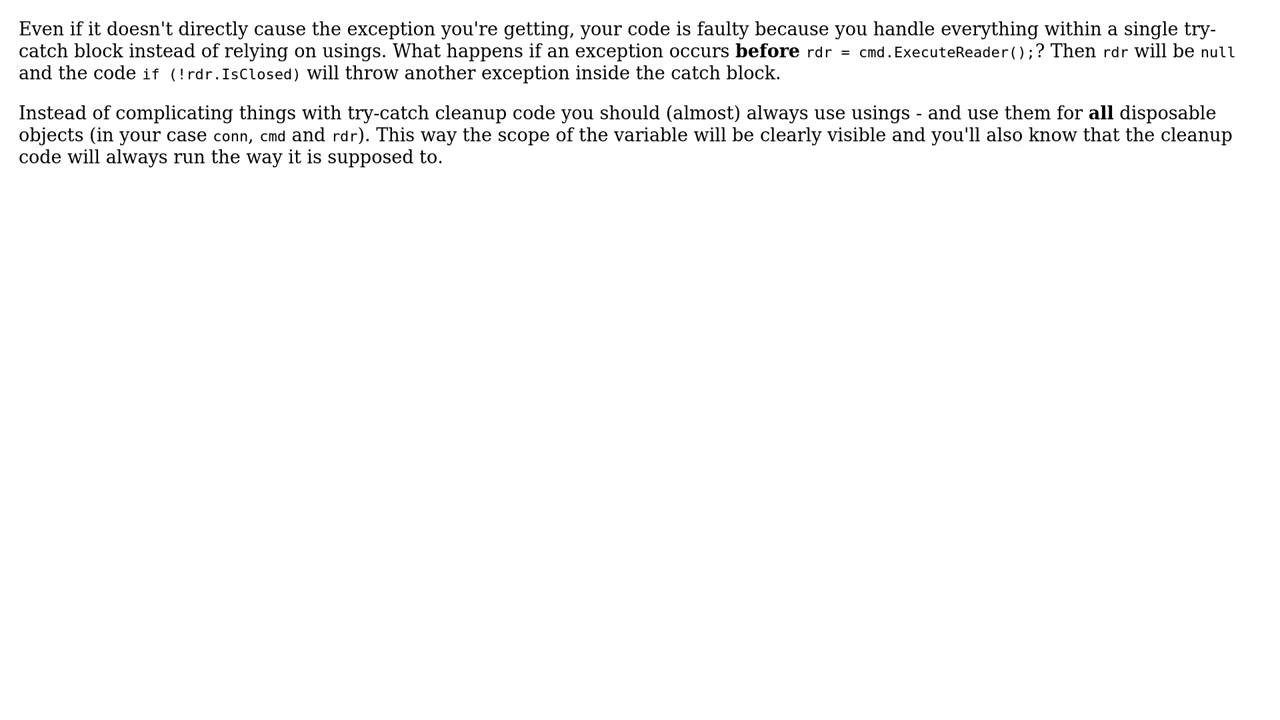 Even if it doesn't directly cause the exception you're getting, your code is faulty because you handle everything within a single try-
catch block instead of relying on usings. What happens if an exception occurs before rdr = cmd.ExecuteReader();? Then rdr will be null
and the code if (!rdr.IsClosed) will throw another exception inside the catch block.
Instead of complicating things with try-catch cleanup code you should (almost) always use usings - and use them for all disposable
objects (in your case conn, cmd and rdr). This way the scope of the variable will be clearly visible and you'll also know that the cleanup
code will always run the way it is supposed to.